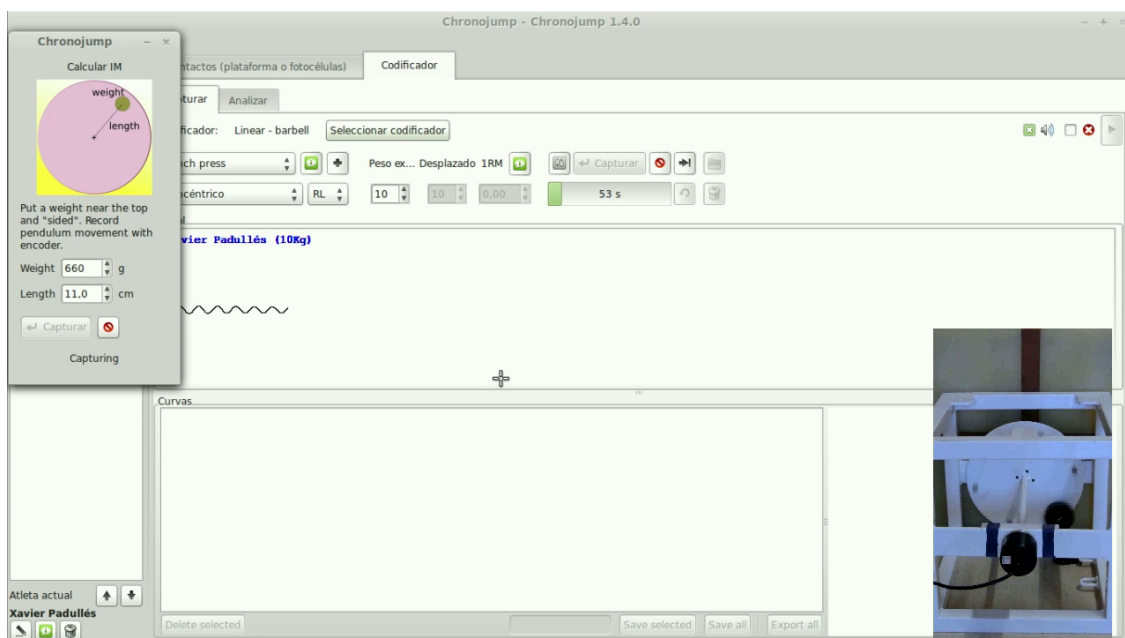 Chronojump - Chronojump 1.4.0
Chronojump
Calcular IM
weight
length
Put a weight near the top
and "sided". Record
pendulum movement with
encoder.
Weight 660 g
Length 11,0 cm
Capturar
Capturing
ntactos (plataforma o fotocélulas) Codificador
turar Analizar
ificador: Linear - barbell Seleccionar codificador
ch press Peso ex... Desplazado 1RM Capturar
céntrico RL 10 10 0,00 53 s
vier Padullés (10Kg)
Curvas
Atleta actual
Xavier Padullés
Delete selected Save selected Save all Export all